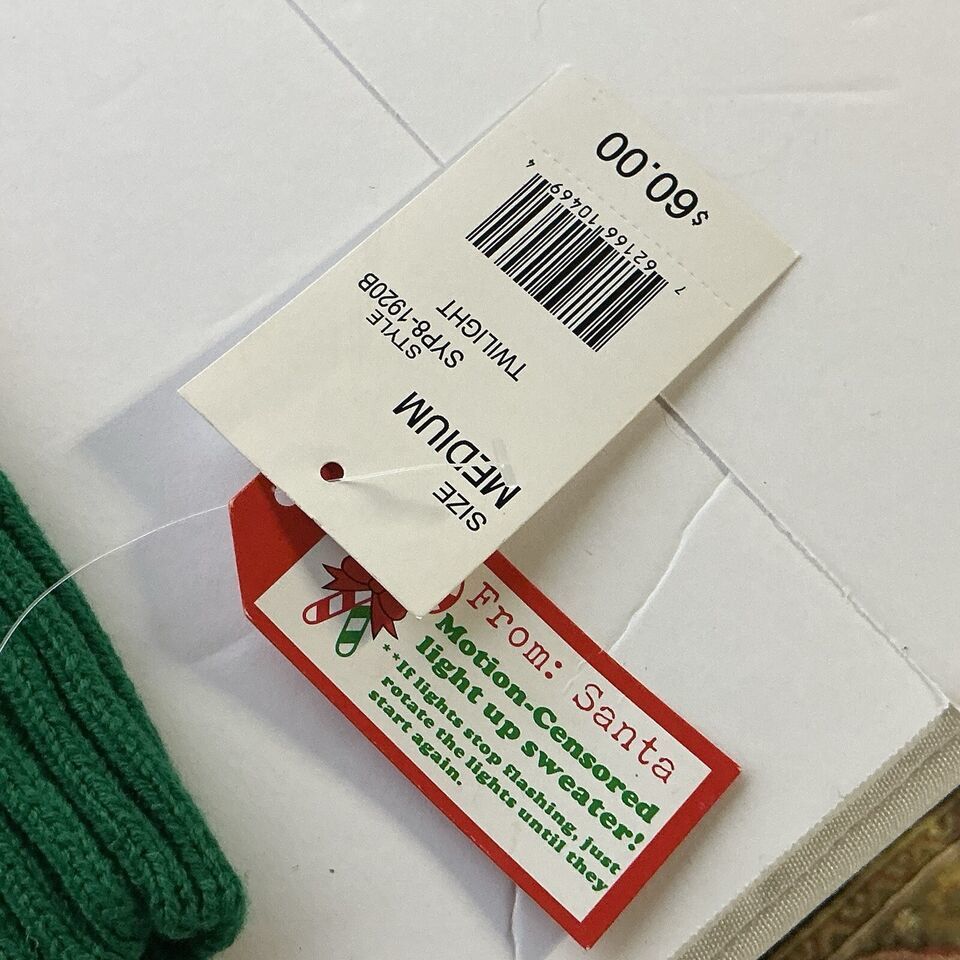 SIZE
MEDIUM
STYLE
SYP8-1920B
TWILIGHT
7 62166 10469 4
$60.00
From: Santa
Motion-Censored
light up sweater!
**If lights stop flashing, just
rotate the lights until they
start again.